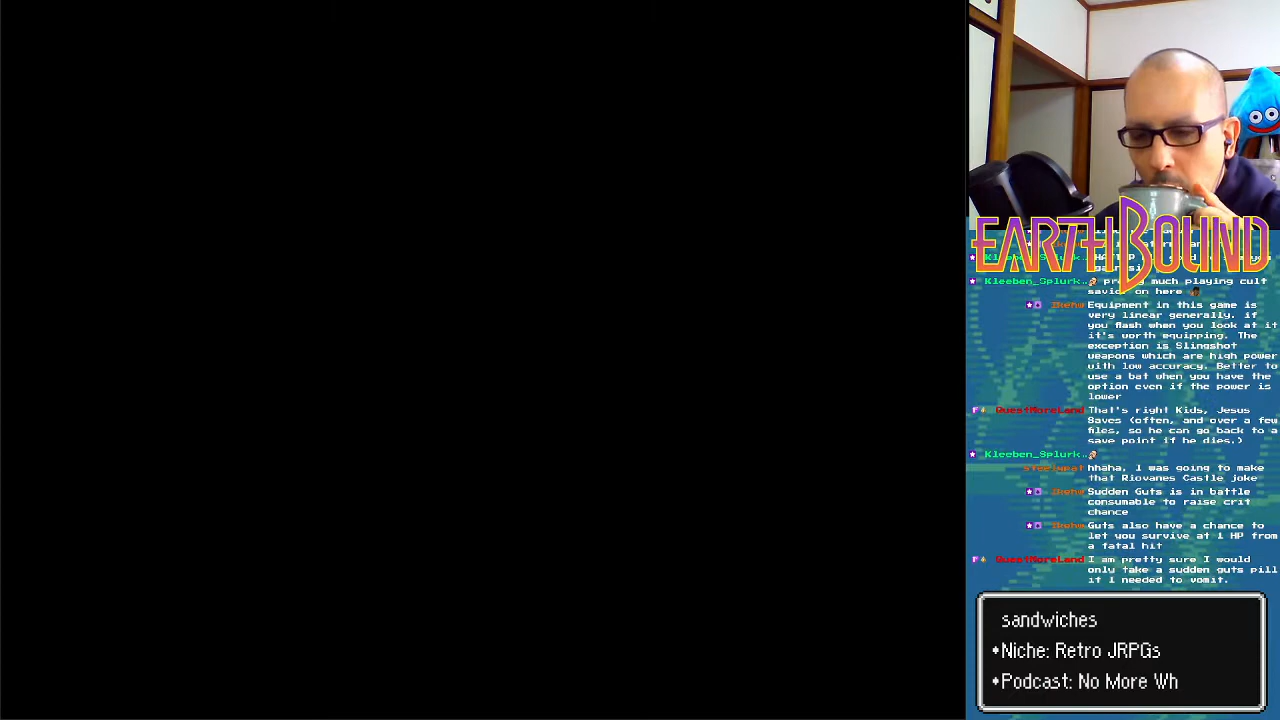 EARTHBOUND
Kleeben_Splurk..
Kleeben_Splurk.. pretty much playing cult
savior on here
Ikehw Equipment in this game is
very linear generally. if
you flash when you look at it
it's worth equipping. The
exception is Slingshot
weapons which are high power
with low accuracy. Better to
use a bat when you have the
option even if the power is
lower
QuestMoreLand That's right Kids, Jesus
Saves (often, and over a few
files, so he can go back to a
save point if he dies.)
Kleeben_Splurk..
hhaha, I was going to make
that Riovanes Castle joke
Sudden Guts is in battle
consumable to raise crit
chance
Guts also have a chance to
let you survive at 1 HP from
a fatal hit
QuestMoreLand I am pretty sure I would
only take a sudden guts pill
if I needed to vomit.
sandwiches
•Niche: Retro JRPGs
•Podcast: No More Wh